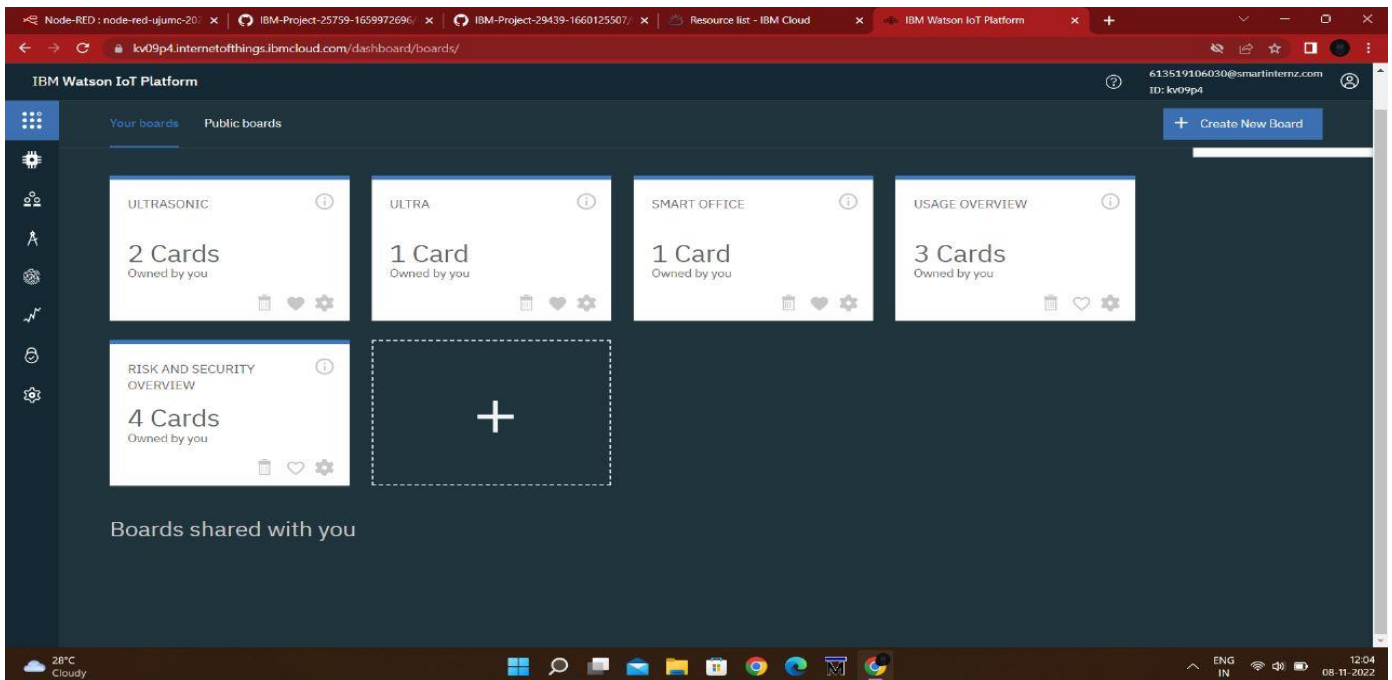 Node-RED : node-red-ujumc-202
IBM-Project-25759-1659972696/
IBM-Project-29439-1660125507/
Resource list - IBM Cloud
IBM Watson IoT Platform
kv09p4.internetofthings.ibmcloud.com/dashboard/boards/
IBM Watson IoT Platform
613519106030@smartinternz.com
ID: kv09p4
Your boards
Public boards
Create New Board
ULTRASONIC
2 Cards
Owned by you
ULTRA
1 Card
Owned by you
SMART OFFICE
1 Card
Owned by you
USAGE OVERVIEW
3 Cards
Owned by you
RISK AND SECURITY
OVERVIEW
4 Cards
Owned by you
Boards shared with you
28°C
Cloudy
ENG
IN
12:04
08-11-2022